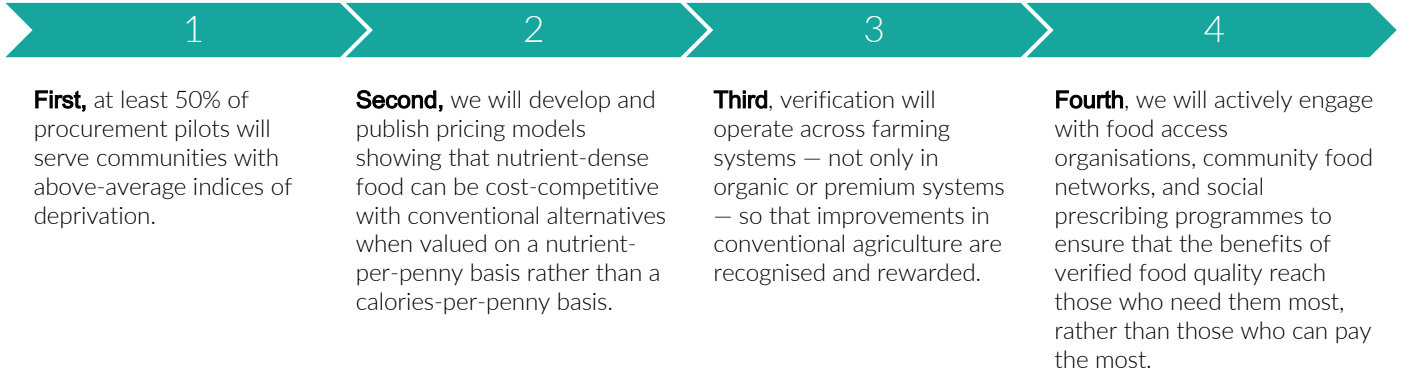 1
2
3
4
First, at least 50% of
procurement pilots will
serve communities with
above-average indices of
deprivation.
Second, we will develop and
publish pricing models
showing that nutrient-dense
food can be cost-competitive
with conventional alternatives
when valued on a nutrient-
per-penny basis rather than a
calories-per-penny basis.
Third, verification will
operate across farming
systems — not only in
organic or premium systems
— so that improvements in
conventional agriculture are
recognised and rewarded.
Fourth, we will actively engage
with food access
organisations, community food
networks, and social
prescribing programmes to
ensure that the benefits of
verified food quality reach
those who need them most,
rather than those who can pay
the most.